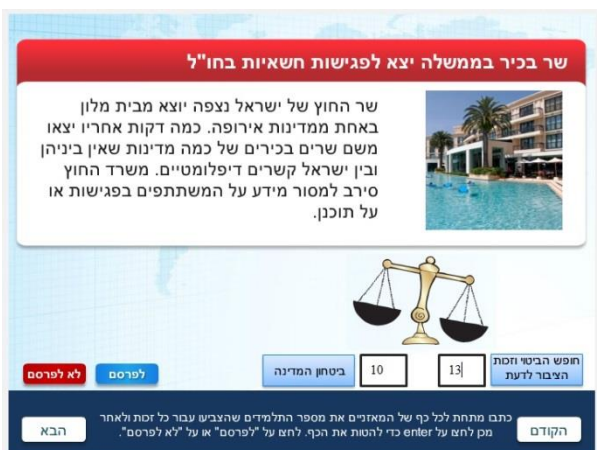 שר בכיר בממשלה יצא לפגישות חשאיות בחו"ל
שר החוץ של ישראל נצפה יוצא מבית מלון
באחת ממדינות אירופה. כמה דקות אחריו יצאו
משם שרים בכירים של כמה מדינות שאין ביניהן
ובין ישראל קשרים דיפלומטיים. משרד החוץ
סירב למסור מידע על המשתתפים בפגישות או
על תוכנן.
חופש הביטוי וזכות
הציבור לדעת
13
10
ביטחון המדינה
לפרסם
לא לפרסם
הקודם
כתבו מתחת לכל כף של המאזניים את מספר התלמידים שהצביעו עבור כל זכות ולאחר
מכן לחצו על enter כדי להטות את הכף. לחצו על "לפרסם" או על "לא לפרסם".
הבא